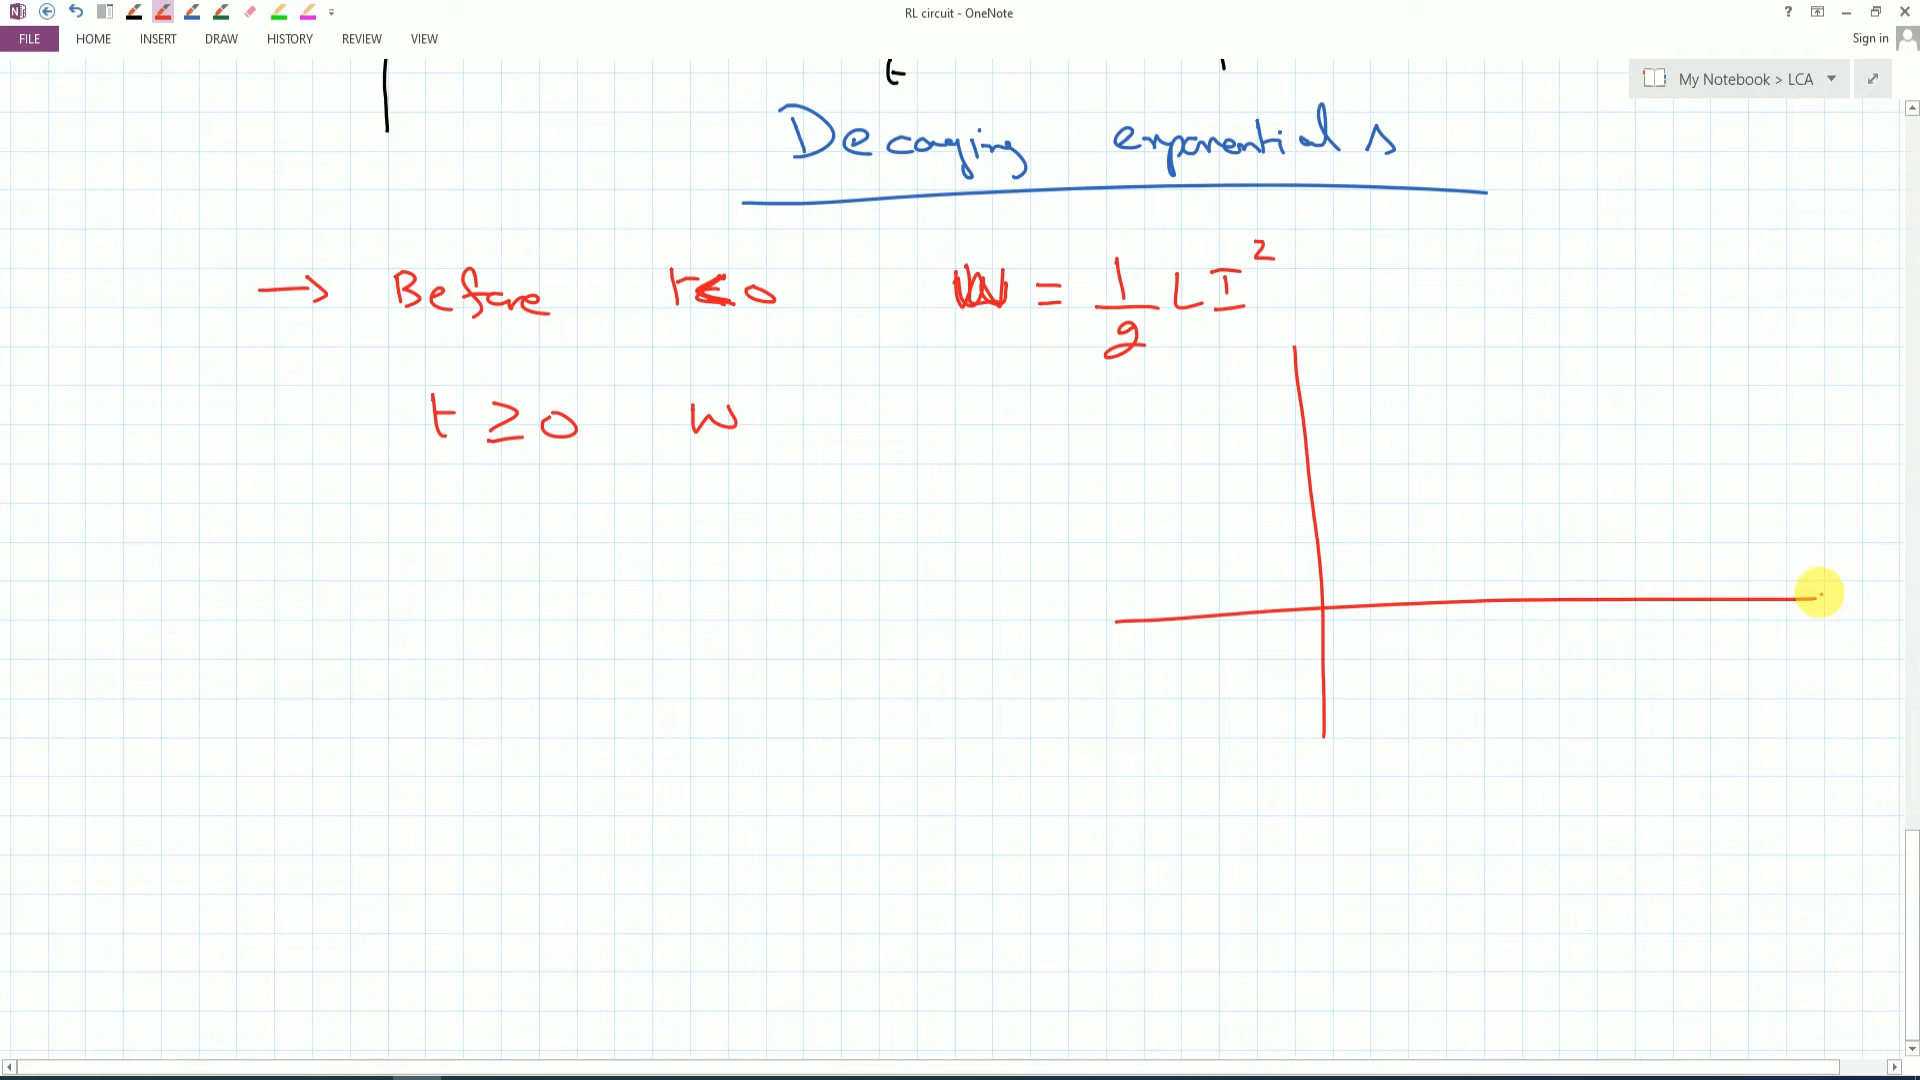 RL circuit - OneNote
FILE HOME INSERT DRAW HISTORY REVIEW VIEW
Sign in
My Notebook > LCA
t
Decaying exponentials
→ Before t<0 W = 1/2 L I²
t ≥ 0 W